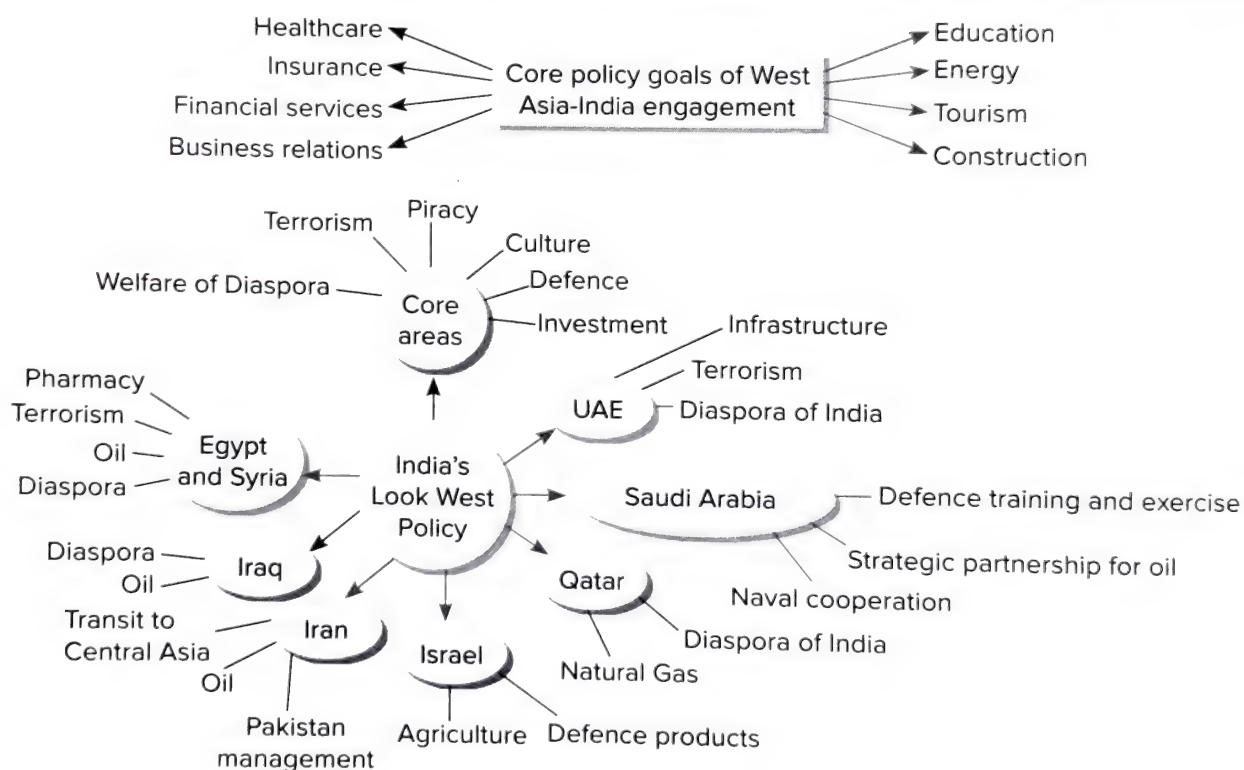 Healthcare
Insurance
Financial services
Business relations
Core policy goals of West
Asia-India engagement
Education
Energy
Tourism
Construction
Terrorism
Piracy
Culture
Welfare of Diaspora
Defence
Core
areas
Investment
Infrastructure
Terrorism
UAE
Diaspora of India
Pharmacy
Terrorism
Oil
Diaspora
Egypt
and Syria
India's
Look West
Policy
Saudi Arabia
Defence training and exercise
Strategic partnership for oil
Naval cooperation
Diaspora
Oil
Iraq
Qatar
Diaspora of India
Natural Gas
Transit to
Central Asia
Iran
Oil
Pakistan
management
Israel
Agriculture
Defence products